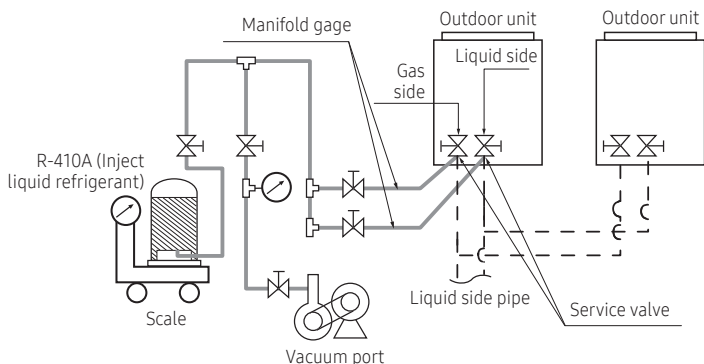 Outdoor unit
Outdoor unit
Manifold gage
Liquid side
Gas
side
R-410A (Inject
liquid refrigerant)
Liquid side pipe
Service valve
Scale
Vacuum port